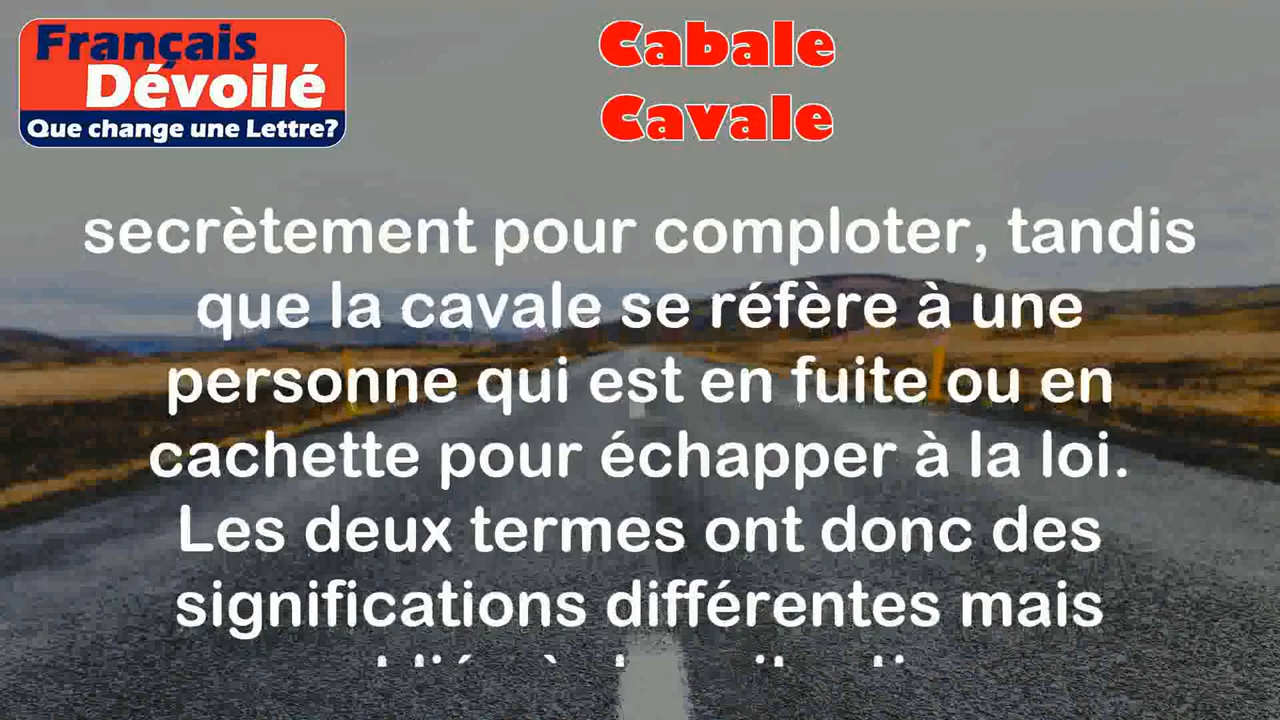 Français
Dévoilé
Que change une Lettre?
Cabale
Cavale
secrètement pour comploter, tandis
que la cavale se réfère à une
personne qui est en fuite ou en
cachette pour échapper à la loi.
Les deux termes ont donc des
significations différentes mais